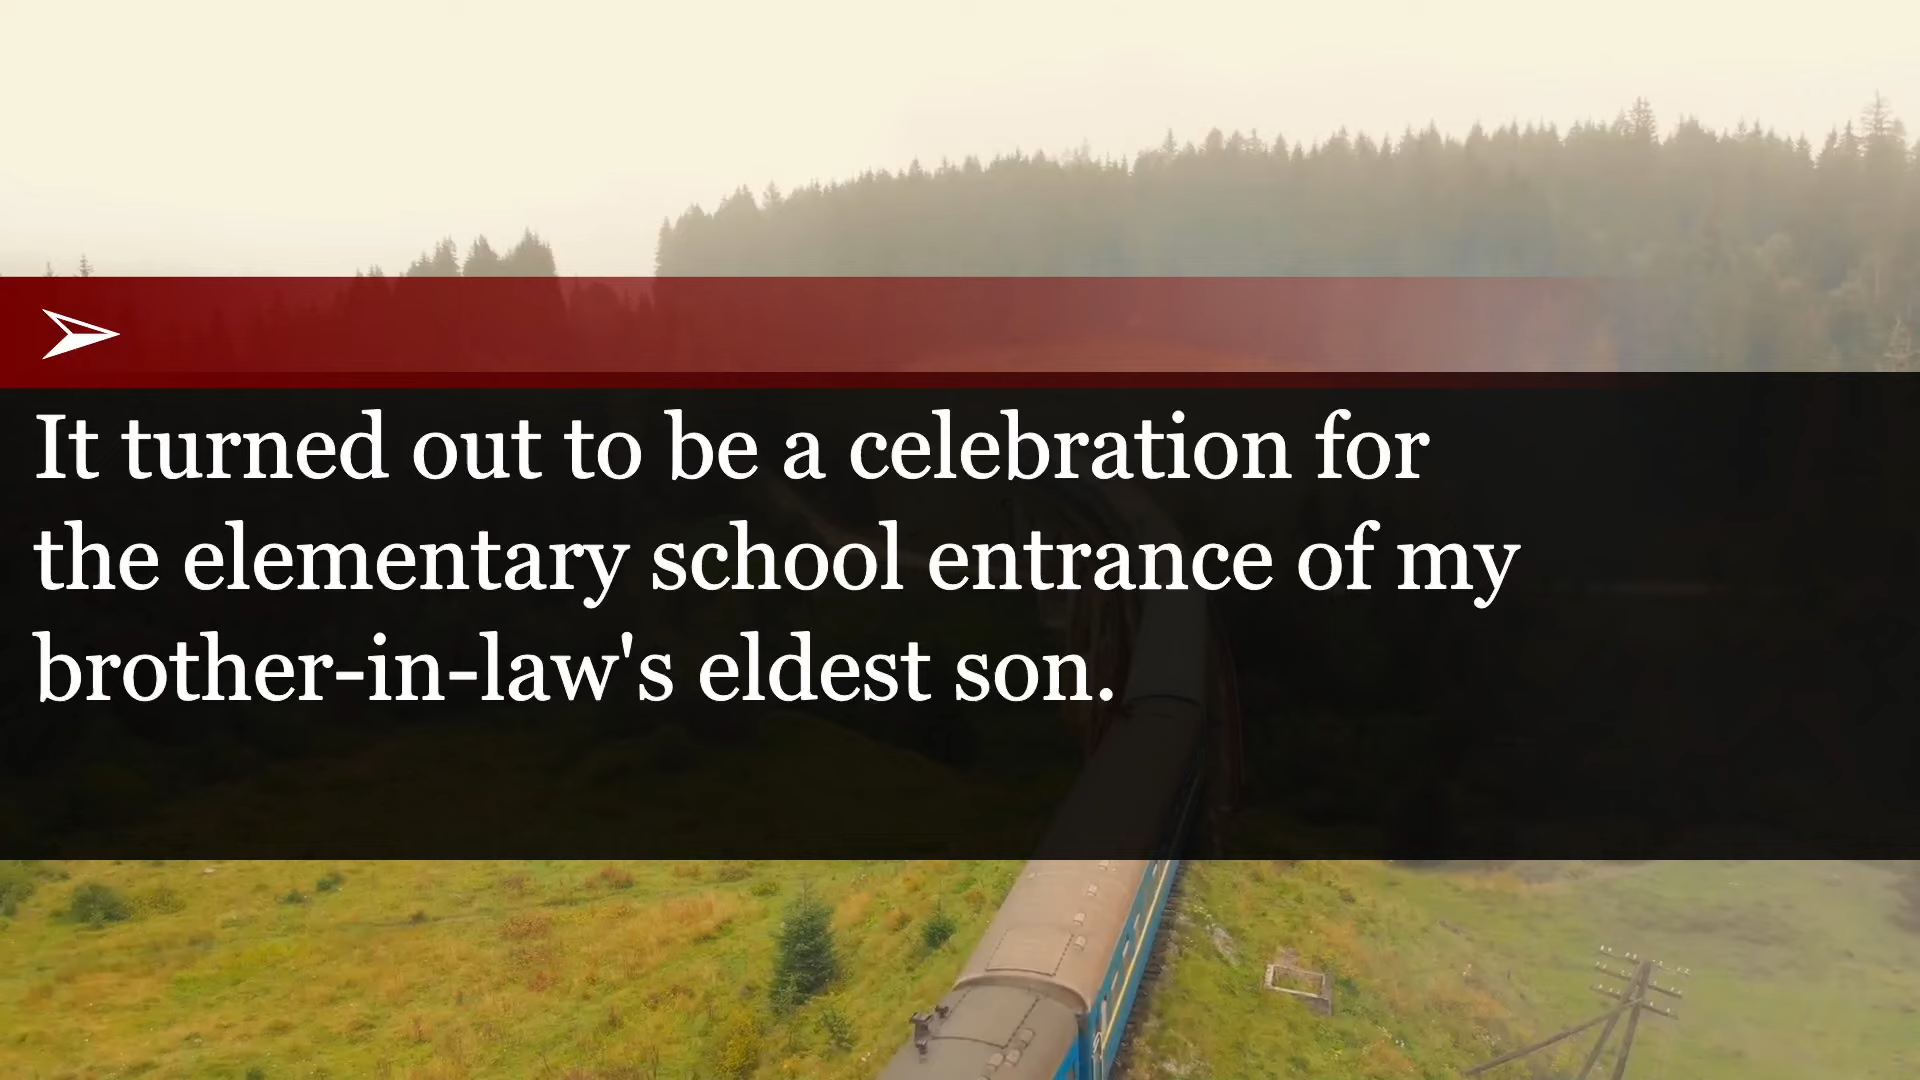 It turned out to be a celebration for
the elementary school entrance of my
brother-in-law's eldest son.